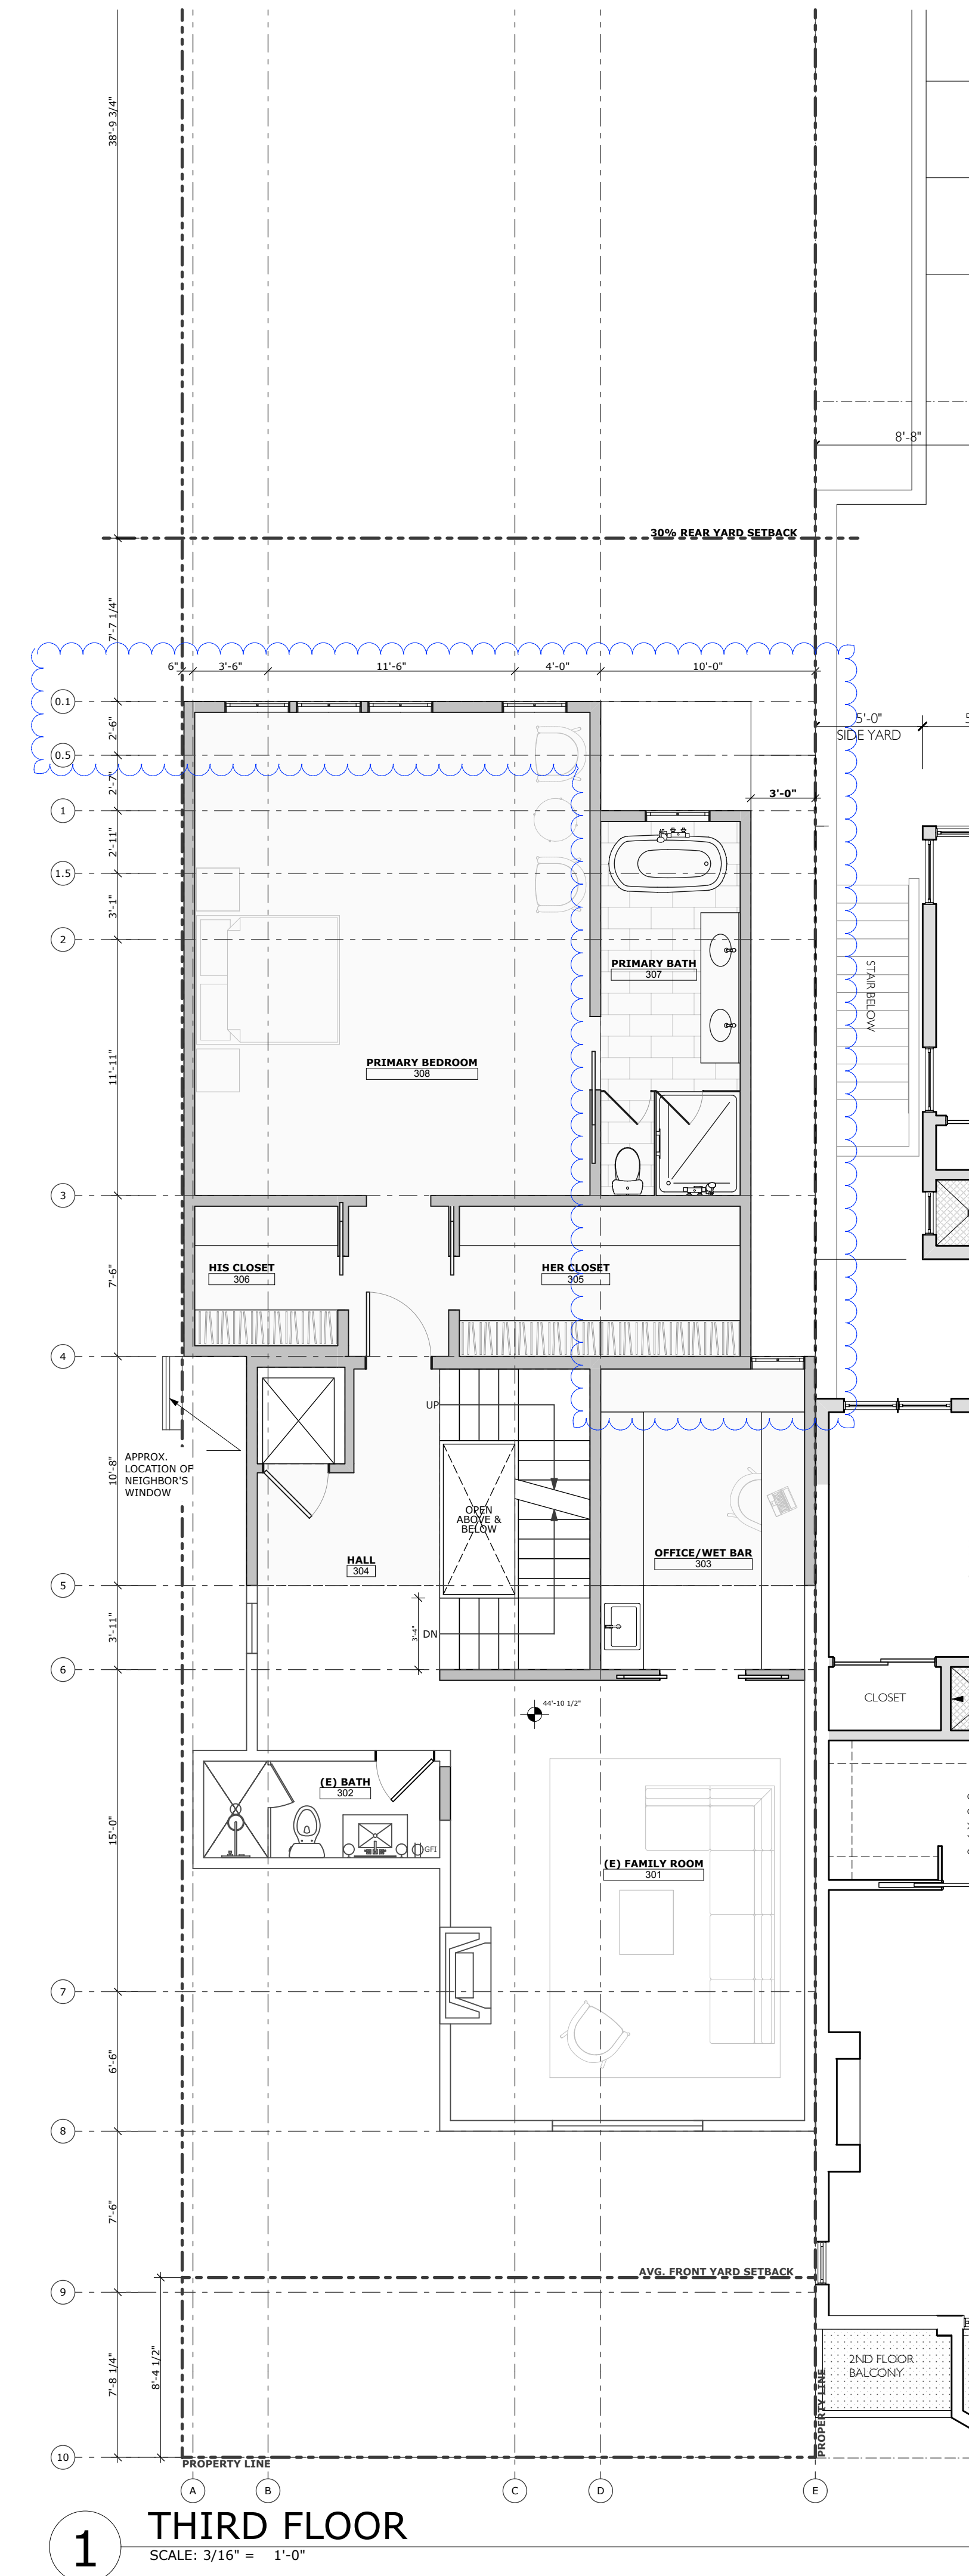 38'-9 3/4"
8'-8"
30% REAR YARD SETBACK
7'-7 1/4"
6"
3'-6"
11'-6"
4'-0"
10'-0"
0.1
2'-6"
5'-0"
SIDE YARD
0.5
2'-7"
3'-0"
1
2'-11"
1.5
3'-1"
2
PRIMARY BATH
307
STAIR BELOW
PRIMARY BEDROOM
308
11'-11"
3
HIS CLOSET
306
HER CLOSET
305
7'-6"
4
UP
APPROX.
LOCATION OF
NEIGHBOR'S
WINDOW
10'-8"
OPEN
ABOVE &
BELOW
HALL
304
OFFICE/WET BAR
303
5
3'-11"
3'-4"
DN
6
CLOSET
44'-10 1/2"
(E) BATH
302
GFI
15'-0"
(E) FAMILY ROOM
301
7
6'-6"
8
7'-6"
AVG. FRONT YARD SETBACK
9
8'-4 1/2"
7'-8 1/4"
2ND FLOOR
BALCONY
PROPERTY LINE
10
PROPERTY LINE
A
B
C
D
E
1
THIRD FLOOR
SCALE: 3/16" = 1'-0"